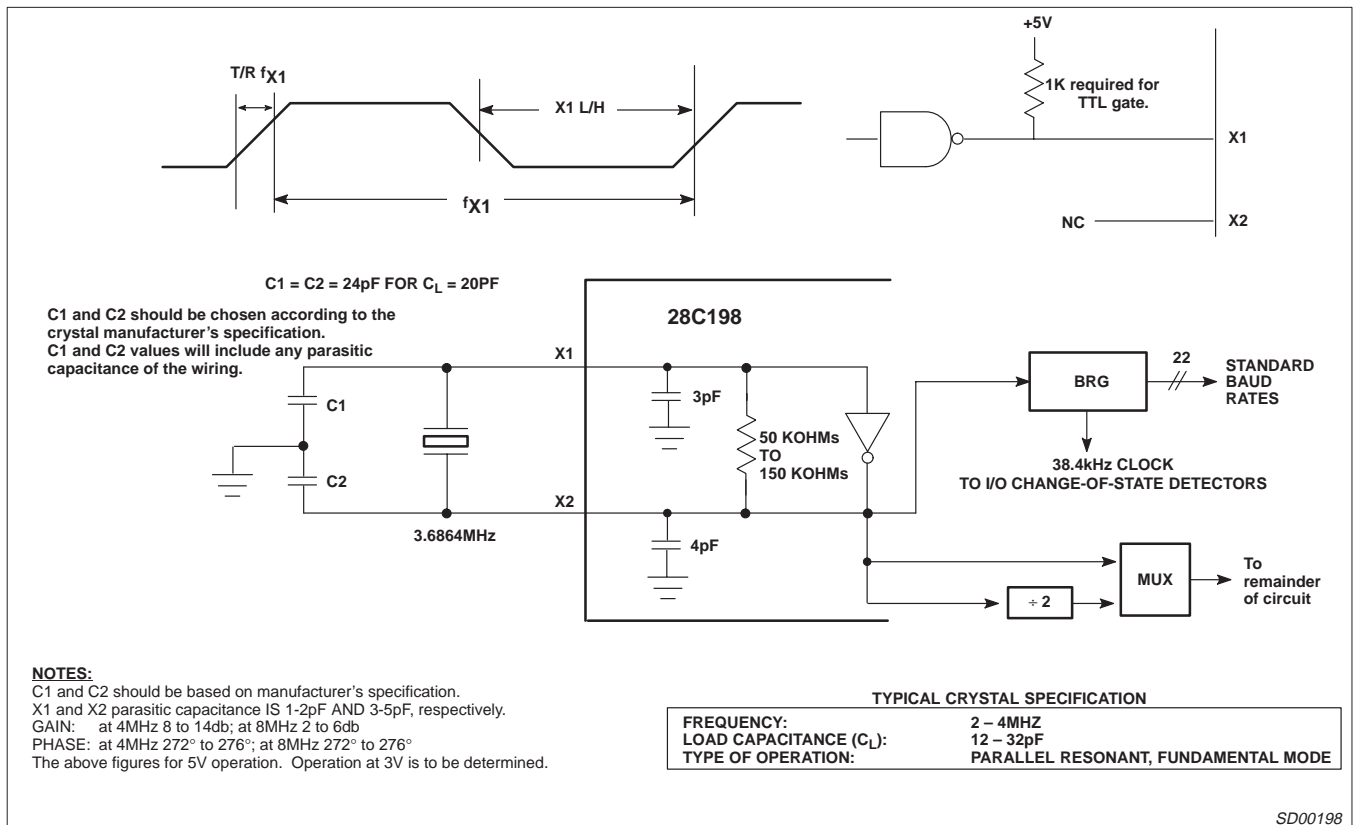 +5V
T/R fX1
X1 L/H
1K required for
TTL gate.
X1
fX1
NC
X2
C1 = C2 = 24pF FOR CL = 20PF
C1 and C2 should be chosen according to the
crystal manufacturer’s specification.
C1 and C2 values will include any parasitic
capacitance of the wiring.
28C198
X1
C1
3pF
50 KOHMs
TO
150 KOHMs
C2
X2
3.6864MHz
4pF
BRG
22
STANDARD
BAUD
RATES
38.4kHz CLOCK
TO I/O CHANGE-OF-STATE DETECTORS
MUX
÷ 2
To
remainder
of circuit
NOTES:
C1 and C2 should be based on manufacturer’s specification.
X1 and X2 parasitic capacitance IS 1-2pF AND 3-5pF, respectively.
GAIN: at 4MHz 8 to 14db; at 8MHz 2 to 6db
PHASE: at 4MHz 272° to 276°; at 8MHz 272° to 276°
The above figures for 5V operation. Operation at 3V is to be determined.
TYPICAL CRYSTAL SPECIFICATION
FREQUENCY: 2 – 4MHZ
LOAD CAPACITANCE (CL): 12 – 32pF
TYPE OF OPERATION: PARALLEL RESONANT, FUNDAMENTAL MODE
SD00198